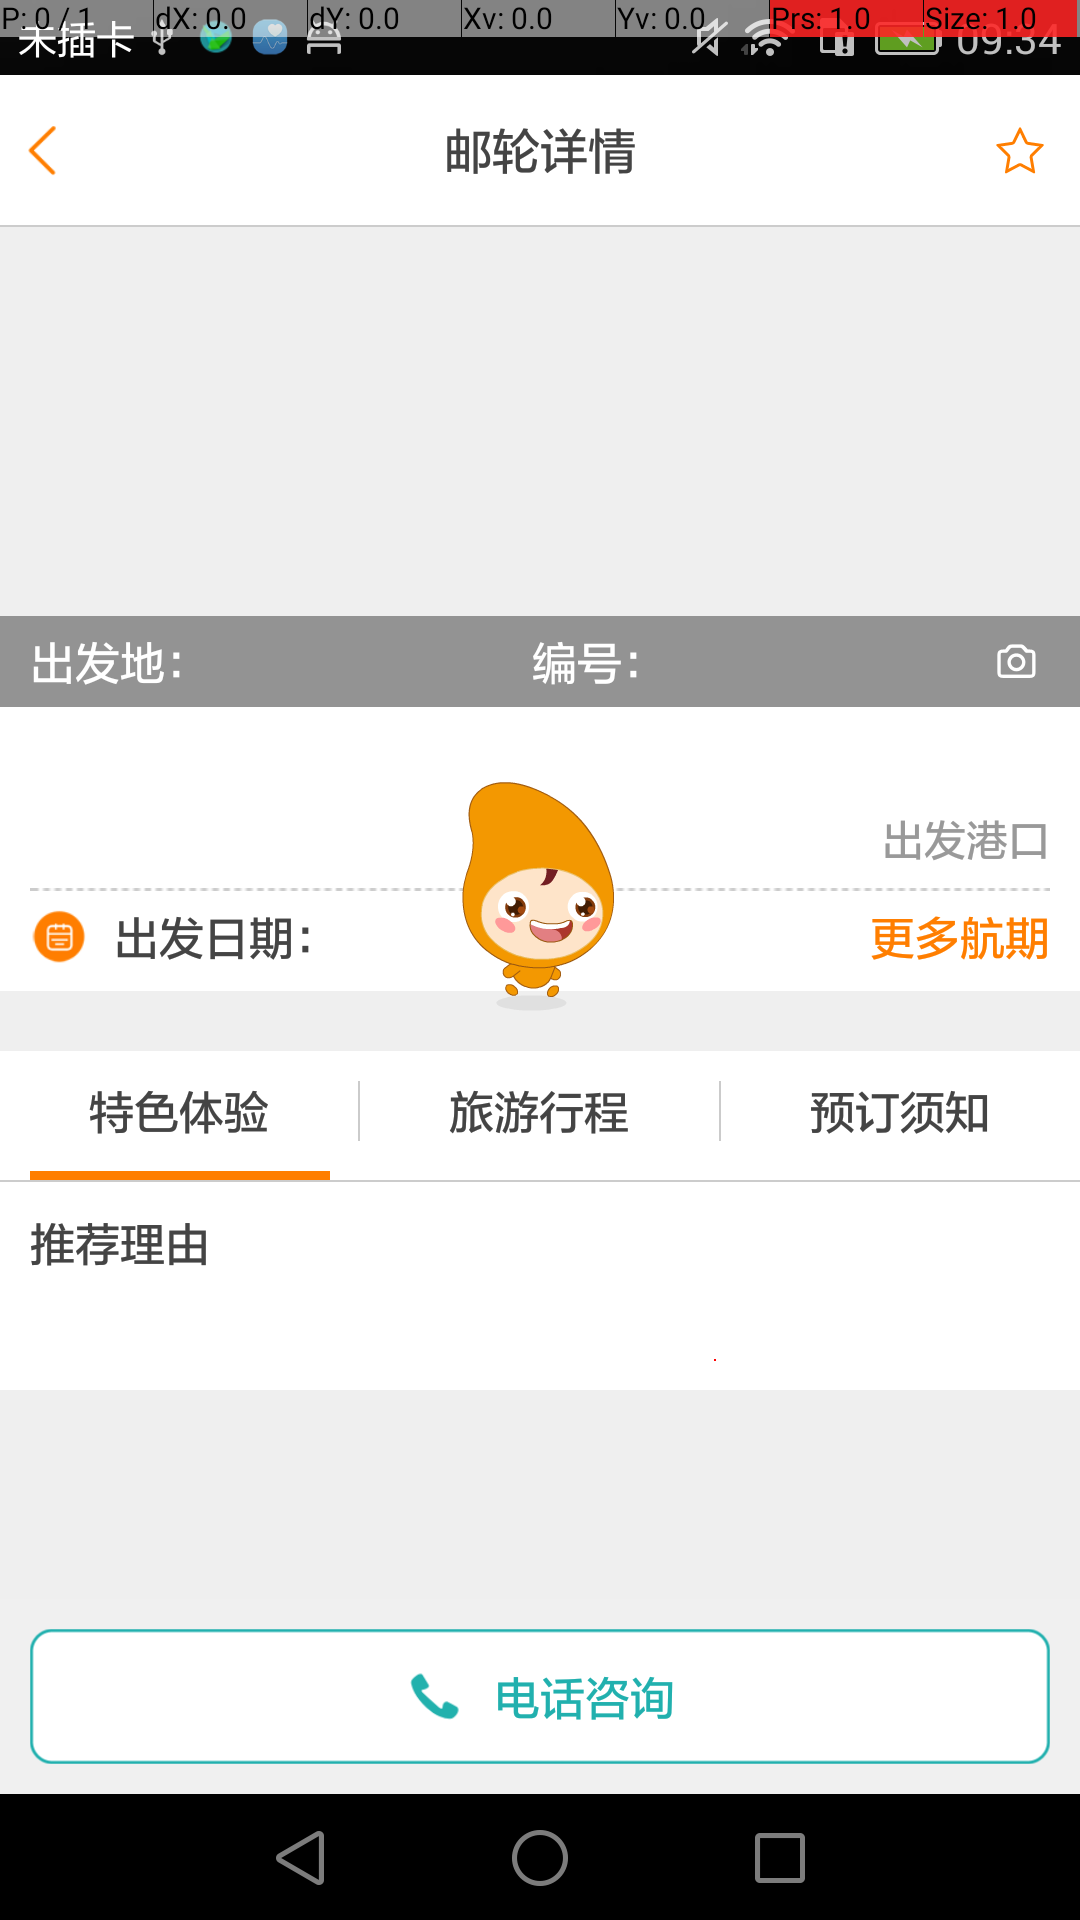 P: 0 / 1 dX: 0.0 dY: 0.0 Xv: 0.0 Yv: 0.0 Prs: 1.0 Size: 1.0
未插卡 09:34
邮轮详情
出发地: 编号:
出发港口
出发日期: 更多航期
特色体验 旅游行程 预订须知
推荐理由
电话咨询